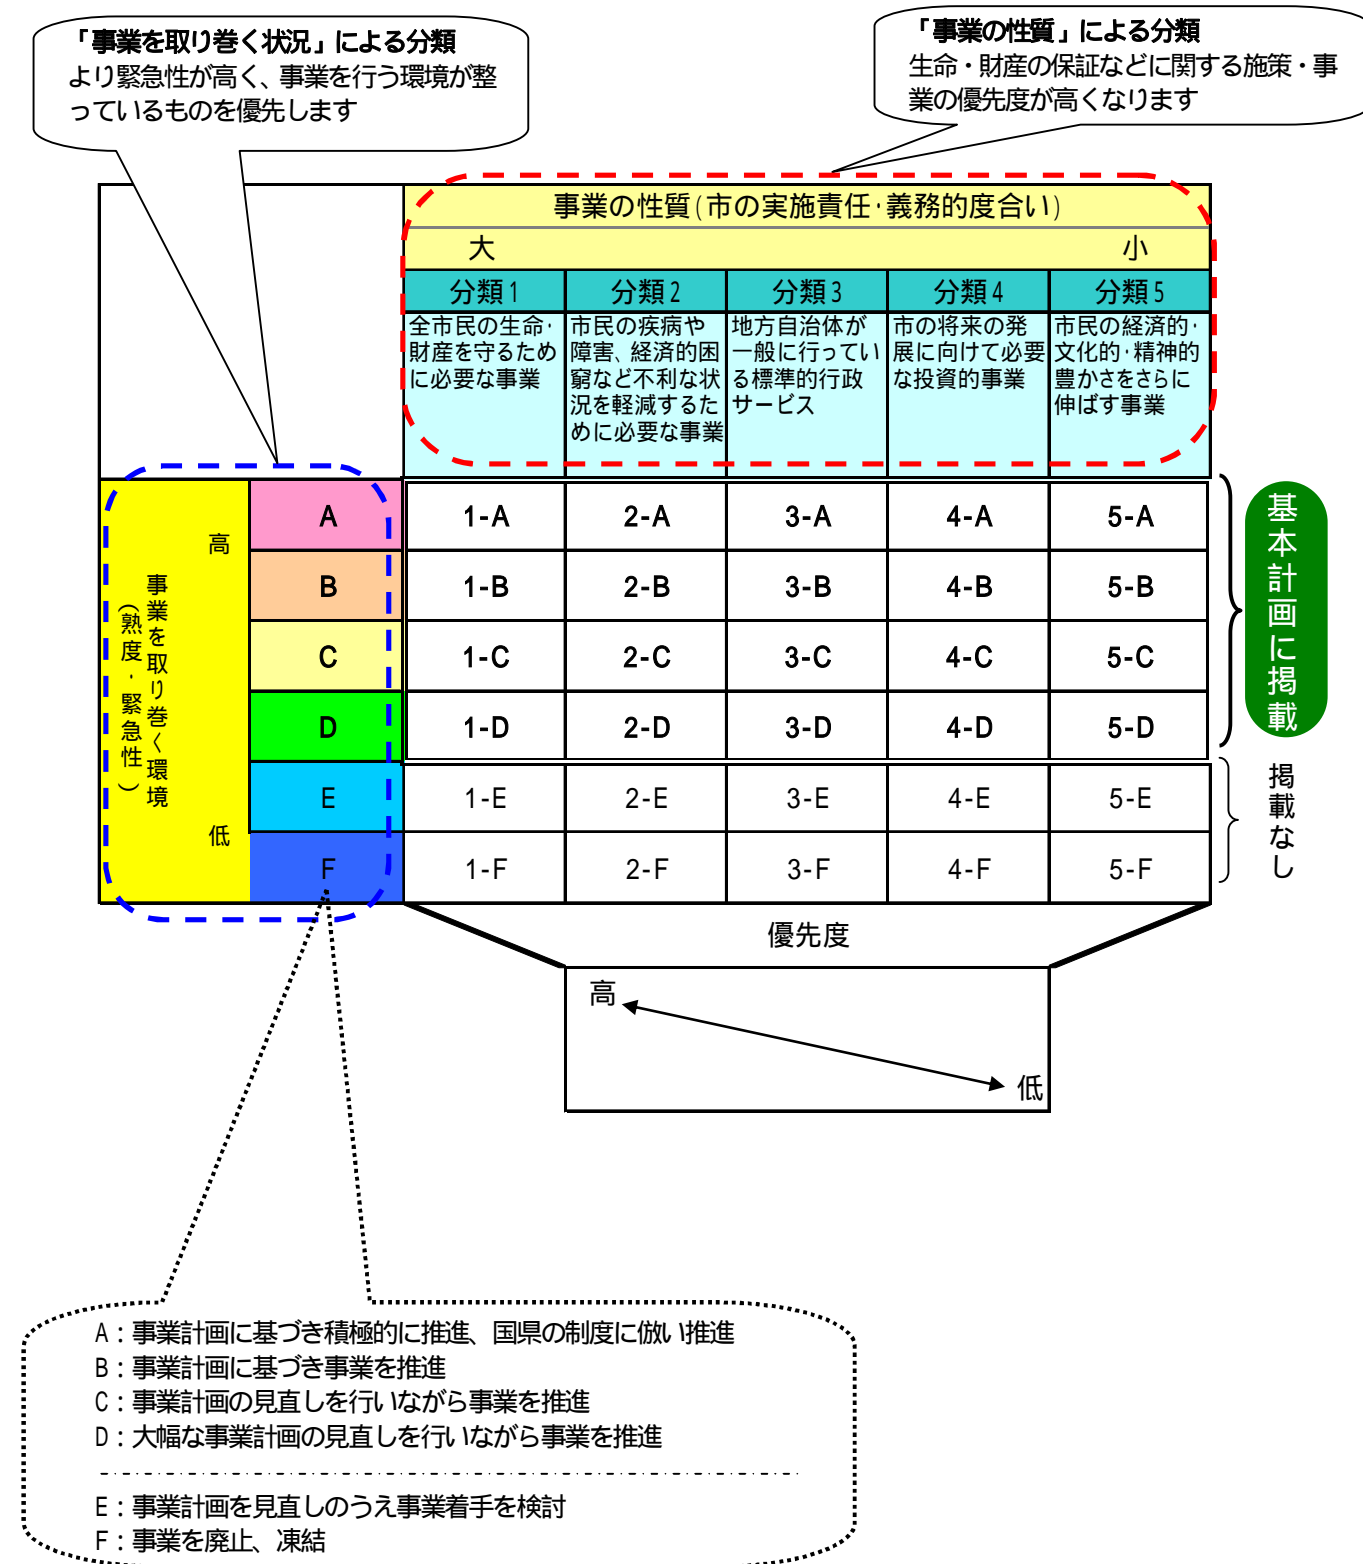 「事業を取り巻く状況」による分類
より緊急性が高く、事業を行う環境が整
っているものを優先します
「事業の性質」による分類
生命・財産の保証などに関する施策・事
業の優先度が高くなります
事業の性質(市の実施責任・義務的度合い)
大 小
分類1 分類2 分類3 分類4 分類5
全市民の生命・
財産を守るため
に必要な事業
市民の疾病や
障害、経済的困
窮など不利な状
況を軽減するた
めに必要な事業
地方自治体が
一般に行ってい
る標準的行政
サービス
市の将来の発
展に向けて必要
な投資的事業
市民の経済的・
文化的・精神的
豊かさをさらに
伸ばす事業
事業を取り巻く環境
(熟度・緊急性)
高
低
A 1-A 2-A 3-A 4-A 5-A
B 1-B 2-B 3-B 4-B 5-B
C 1-C 2-C 3-C 4-C 5-C
D 1-D 2-D 3-D 4-D 5-D
E 1-E 2-E 3-E 4-E 5-E
F 1-F 2-F 3-F 4-F 5-F
基本計画に掲載
掲載なし
優先度
高
低
A:事業計画に基づき積極的に推進、国県の制度に倣い推進
B:事業計画に基づき事業を推進
C:事業計画の見直しを行いながら事業を推進
D:大幅な事業計画の見直しを行いながら事業を推進
E:事業計画を見直しのうえ事業着手を検討
F:事業を廃止、凍結